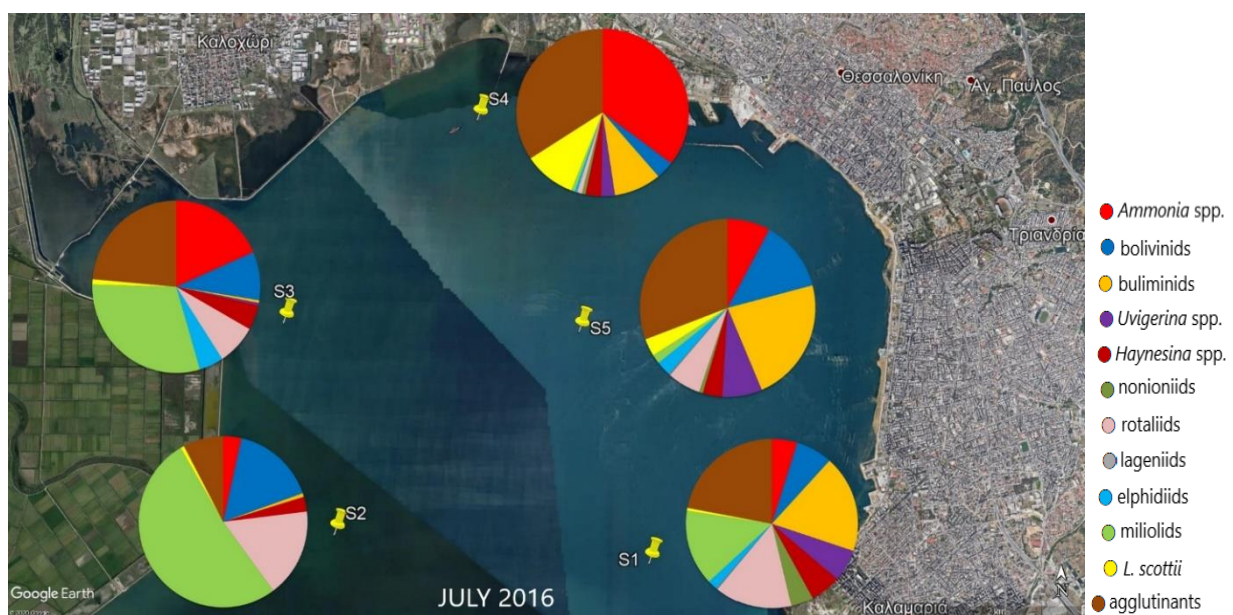 Καλοχώρι
Θεσσαλονίκη
Αγ. Παύλος
Τριανδρία
S4
S3
S5
S2
S1
Καλαμαριά
JULY 2016
Google Earth
Ammonia spp.
bolivinids
buliminids
Uvigerina spp.
Haynesina spp.
nonioniids
rotaliids
lageniids
elphidiids
miliolids
L. scottii
agglutinants